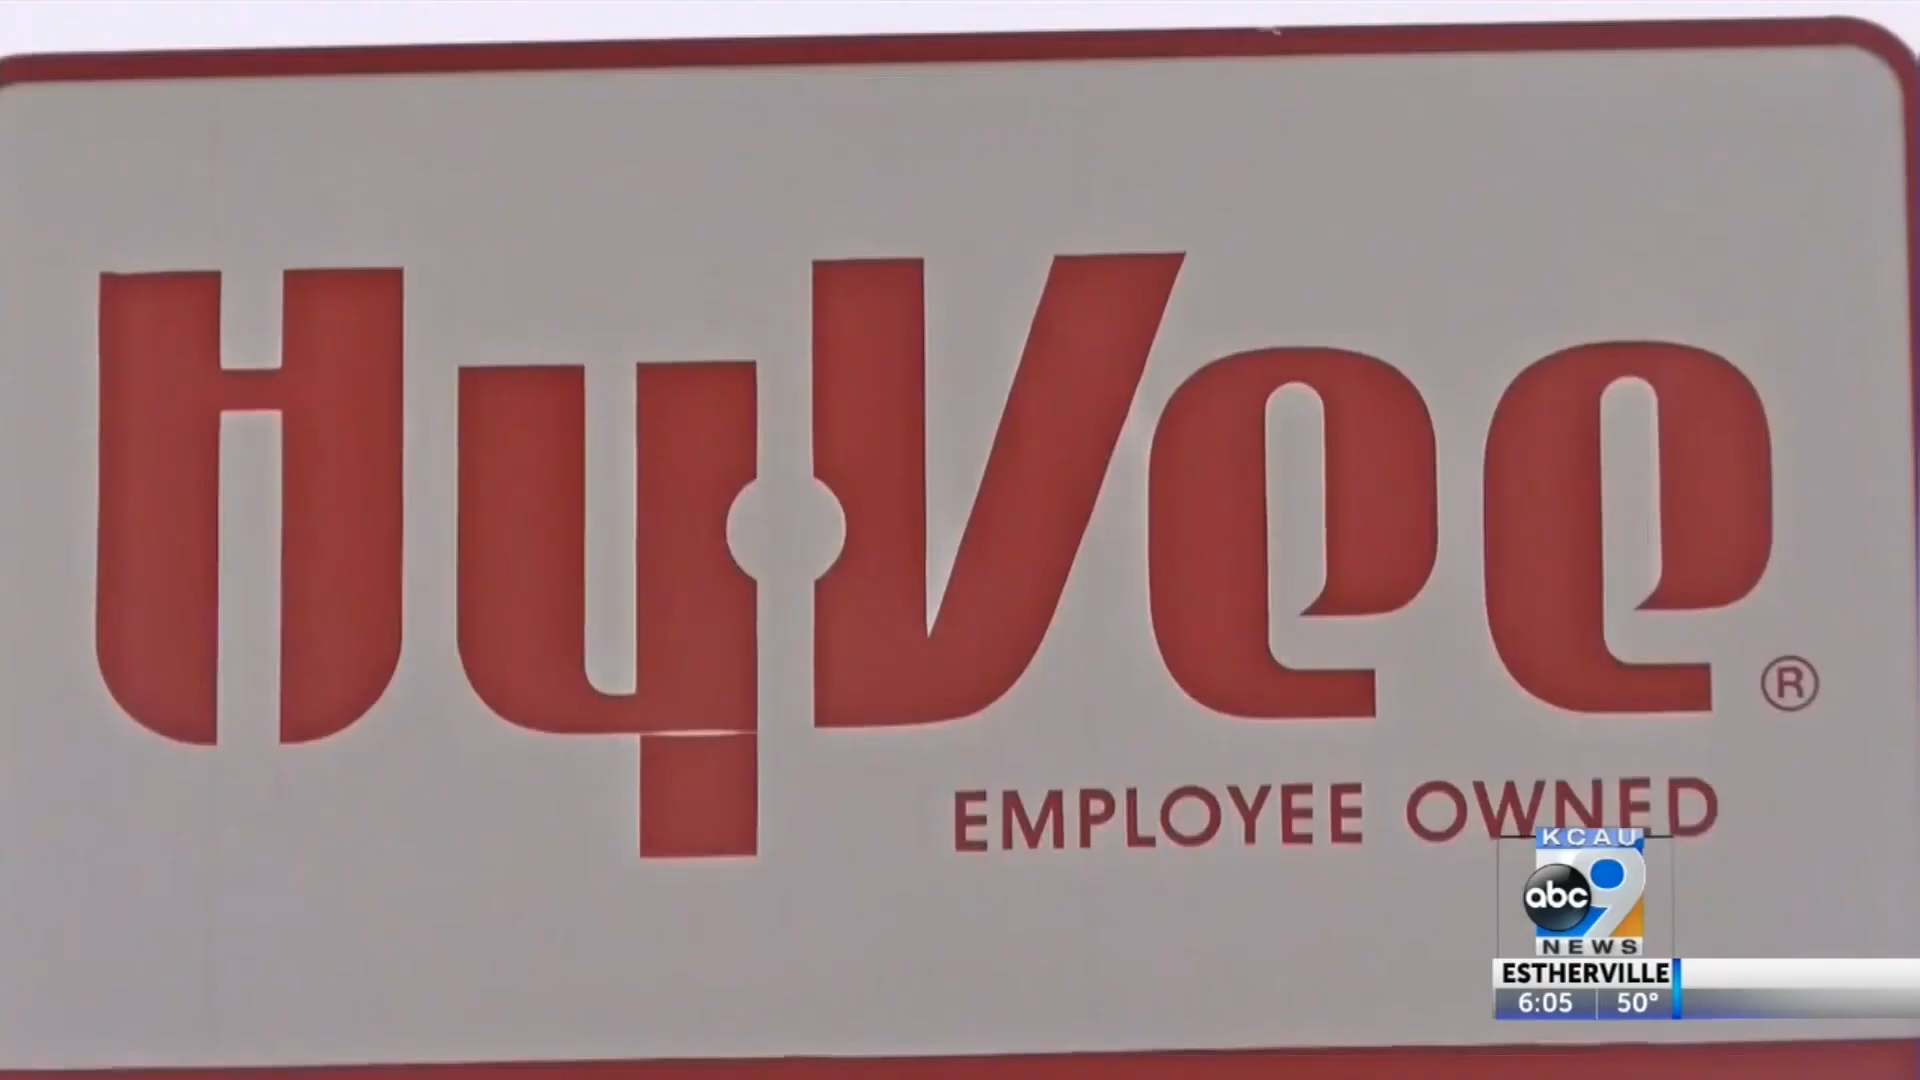 HyVee ®
EMPLOYEE OWNED
KCAU
abc 9
NEWS
ESTHERVILLE
6:05 50°